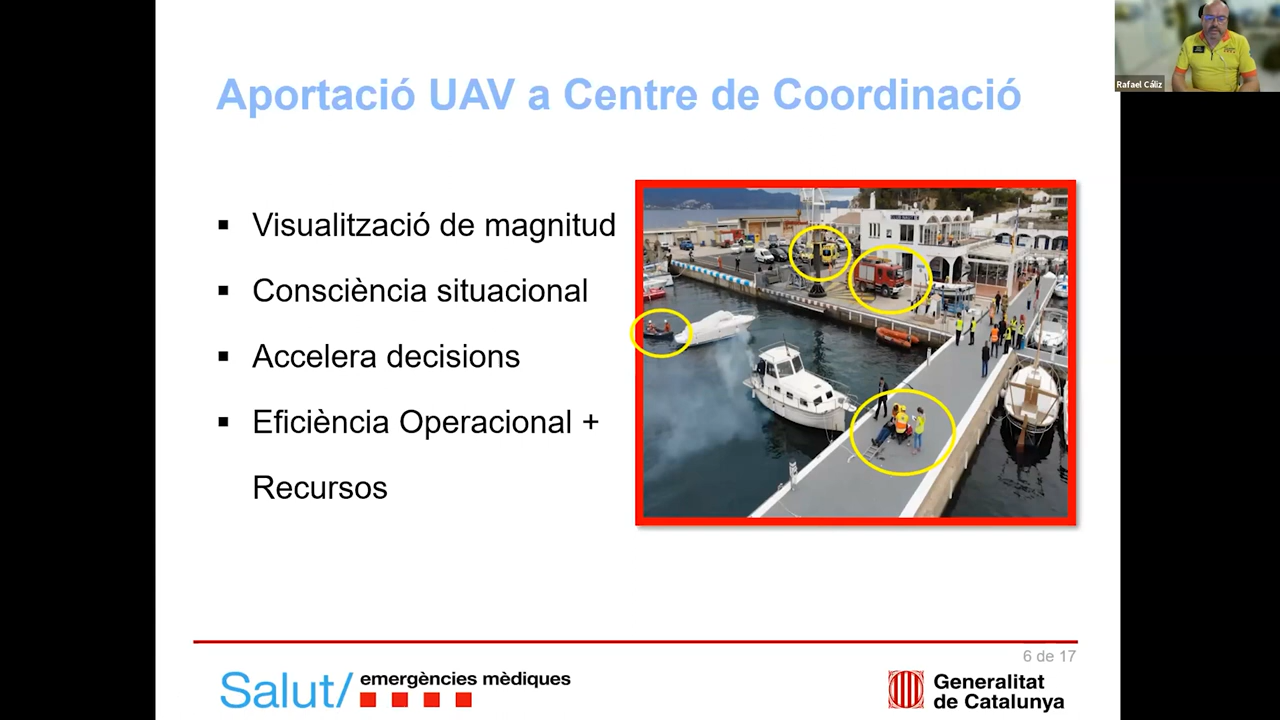 Aportació UAV a Centre de Coordinació
Rafael Cáliz
▪ Visualització de magnitud
▪ Consciència situacional
▪ Accelera decisions
▪ Eficiència Operacional +
Recursos
6 de 17
Salut/ emergències mèdiques
Generalitat
de Catalunya